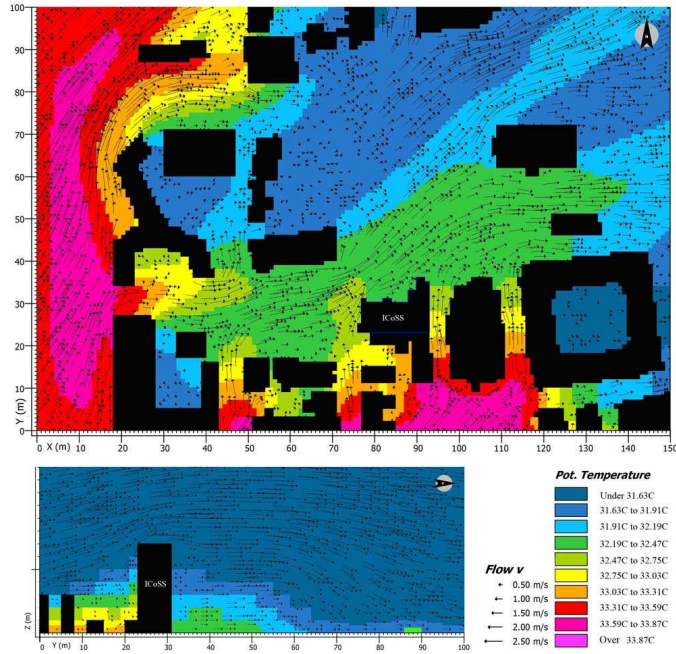 100
90
80
70
60
50
40
30
20
10
0
Y (m)
ICoSS
0 X (m) 20 30 40 50 60 70 80 90 100 110 120 130 140 150
ICoSS
Z (m)
0 Y (m) 20 30 40 50 60 70 80 90 100
Flow v
0.50 m/s
1.00 m/s
1.50 m/s
2.00 m/s
2.50 m/s
Pot. Temperature
Under 31.63C
31.63C to 31.91C
31.91C to 32.19C
32.19C to 32.47C
32.47C to 32.75C
32.75C to 33.03C
33.03C to 33.31C
33.31C to 33.59C
33.59C to 33.87C
Over 33.87C